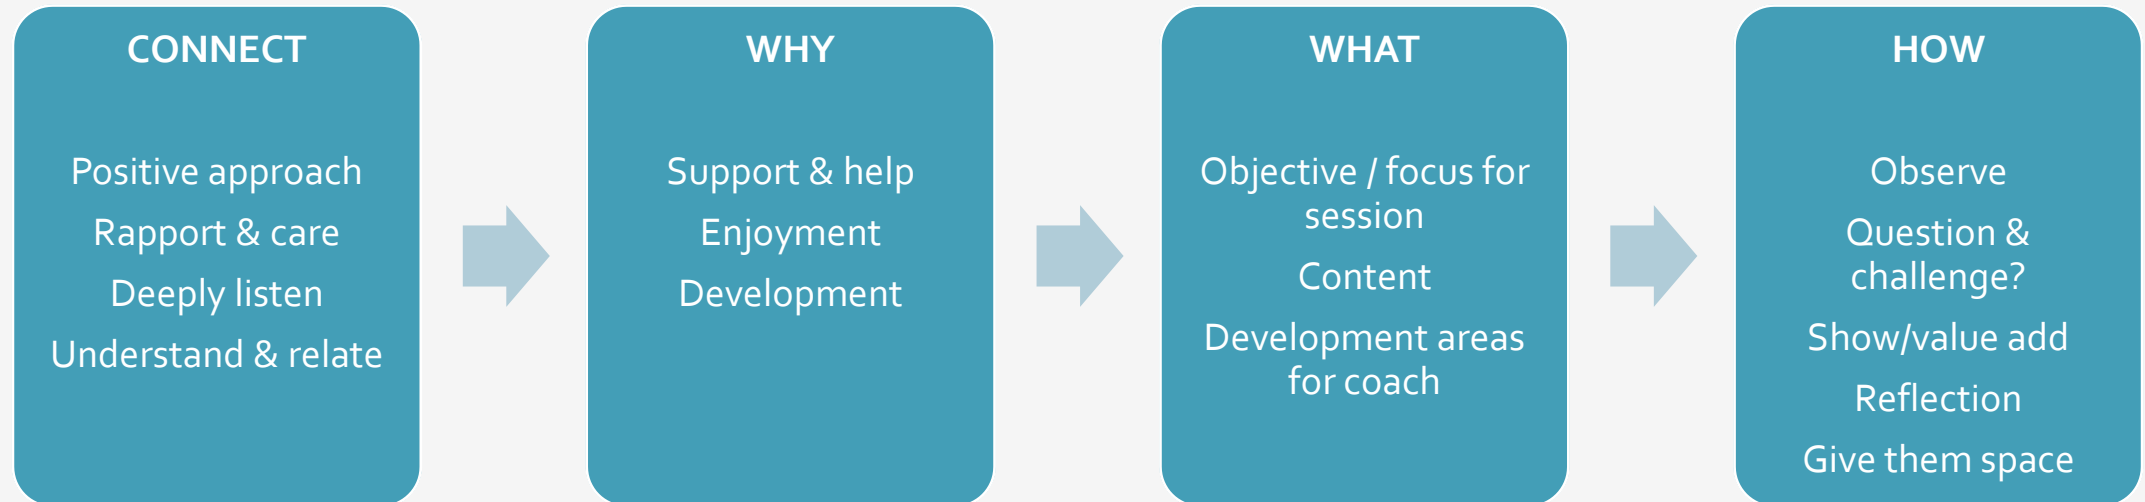 CONNECT
Positive approach
Rapport & care
Deeply listen
Understand & relate
WHY
Support & help
Enjoyment
Development
WHAT
Objective / focus for
session
Content
Development areas
for coach
HOW
Observe
Question &
challenge?
Show/value add
Reflection
Give them space